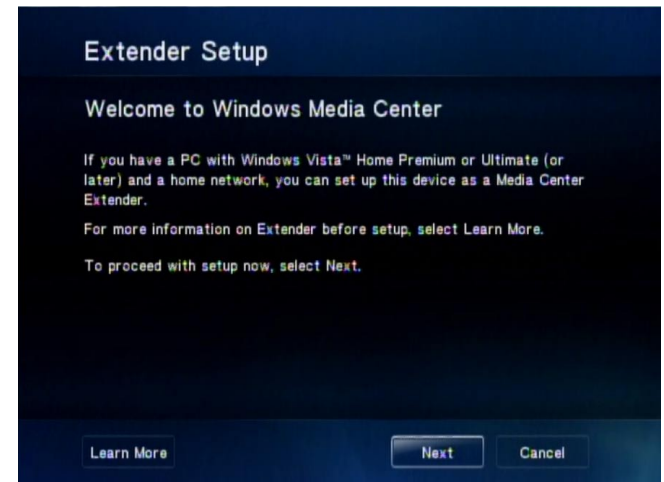 Extender Setup
Welcome to Windows Media Center
If you have a PC with Windows Vista™ Home Premium or Ultimate (or
later) and a home network, you can set up this device as a Media Center
Extender.
For more information on Extender before setup, select Learn More.
To proceed with setup now, select Next.
Learn More Next Cancel